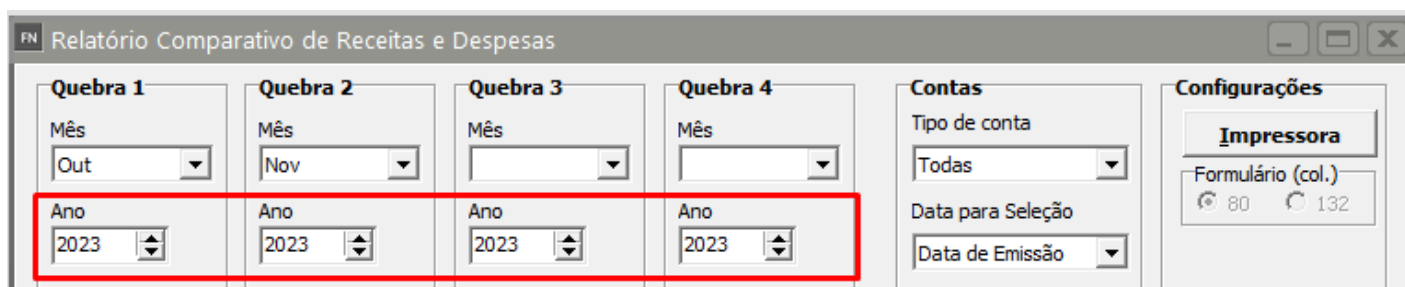 FN Relatório Comparativo de Receitas e Despesas
Quebra 1 Quebra 2 Quebra 3 Quebra 4 Contas Configurações
Mês Mês Mês Mês Tipo de conta Impressora
Out Nov Todas Formulário (col.)
Ano Ano Ano Ano Data para Seleção 80 132
2023 2023 2023 2023 Data de Emissão